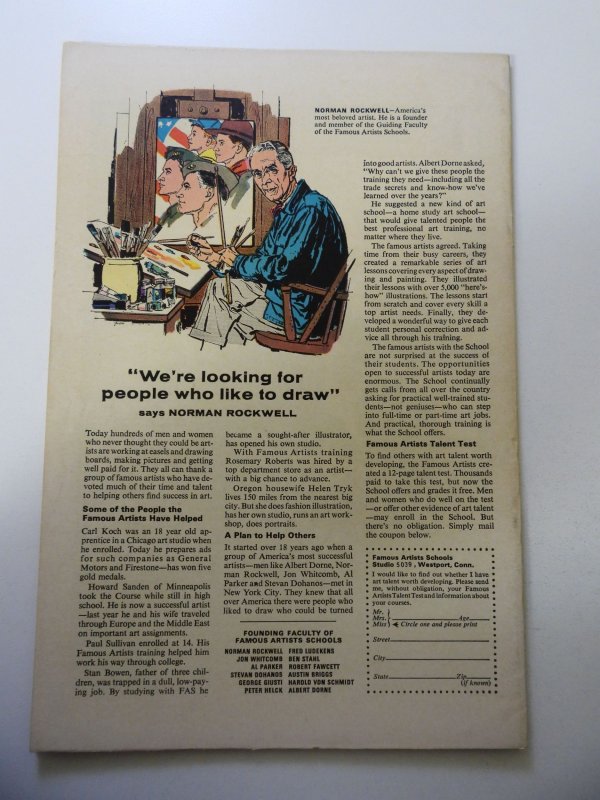 NORMAN ROCKWELL—America's
most beloved artist. He is a founder
and member of the Guiding Faculty
of the Famous Artists Schools.
"We're looking for
people who like to draw"
says NORMAN ROCKWELL
Today hundreds of men and women
who never thought they could be art-
ists are working at easels and drawing
boards, making pictures and getting
well paid for it. They all can thank a
group of famous artists who have de-
voted much of their time and talent
to helping others find success in art.
Some of the People the
Famous Artists Have Helped
Carl Koch was an 18 year old ap-
prentice in a Chicago art studio when
he enrolled. Today he prepares ads
for such companies as General
Motors and Firestone—has won five
gold medals.
Howard Sanden of Minneapolis
took the Course while still in high
school. He is now a successful artist
—last year he and his wife traveled
through Europe and the Middle East
on important art assignments.
Paul Sullivan enrolled at 14. His
Famous Artists training helped him
work his way through college.
Stan Bowen, father of three chil-
dren, was trapped in a dull, low-pay-
ing job. By studying with FAS he
became a sought-after illustrator,
has opened his own studio.
With Famous Artists training
Rosemary Roberts was hired by a
top department store as an artist—
with a big chance to advance.
Oregon housewife Helen Tryk
lives 150 miles from the nearest big
city. But she does fashion illustration,
has her own studio, runs an art work-
shop, does portraits.
A Plan to Help Others
It started over 18 years ago when a
group of America's most successful
artists—men like Albert Dorne, Nor-
man Rockwell, Jon Whitcomb, Al
Parker and Stevan Dohanos—met in
New York City. They knew that all
over America there were people who
liked to draw who could be turned
FOUNDING FACULTY OF
FAMOUS ARTISTS SCHOOLS
NORMAN ROCKWELL FRED LUDEKENS
JON WHITCOMB BEN STAHL
AL PARKER ROBERT FAWCETT
STEVAN DOHANOS AUSTIN BRIGGS
GEORGE GIUSTI HAROLD VON SCHMIDT
PETER HELCK ALBERT DORNE
into good artists. Albert Dorne asked,
"Why can't we give these people the
training they need—including all the
trade secrets and know-how we've
learned over the years?"
He suggested a new kind of art
school—a home study art school—
that would give talented people the
best professional art training, no
matter where they live.
The famous artists agreed. Taking
time from their busy careers, they
created a remarkable series of art
lessons covering every aspect of draw-
ing and painting. They illustrated
their lessons with over 5,000 "here's-
how" illustrations. The lessons start
from scratch and cover every skill a
top artist needs. Finally, they de-
veloped a wonderful way to give each
student personal correction and ad-
vice all through his training.
The famous artists with the School
are not surprised at the success of
their students. The opportunities
open to successful artists today are
enormous. The School continually
gets calls from all over the country
asking for practical well-trained stu-
dents—not geniuses—who can step
into full-time or part-time art jobs.
And practical, thorough training is
what the School offers.
Famous Artists Talent Test
To find others with art talent worth
developing, the Famous Artists cre-
ated a 12-page talent test. Thousands
paid to take this test, but now the
School offers and grades it free. Men
and women who do well on the test
—or offer other evidence of art talent
—may enroll in the School. But
there's no obligation. Simply mail
the coupon below.
Famous Artists Schools
Studio 5039, Westport, Conn.
I would like to find out whether I have
art talent worth developing. Please send
me, without obligation, your Famous
Artists Talent Test and information about
your courses.
Mr.
Mrs. Age
Miss Circle one and please print
Street
City
State Zip
(if known)